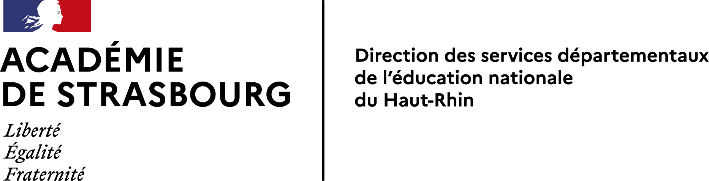 ACADÉMIE
DE STRASBOURG
Liberté
Égalité
Fraternité
Direction des services départementaux
de l'éducation nationale
du Haut-Rhin